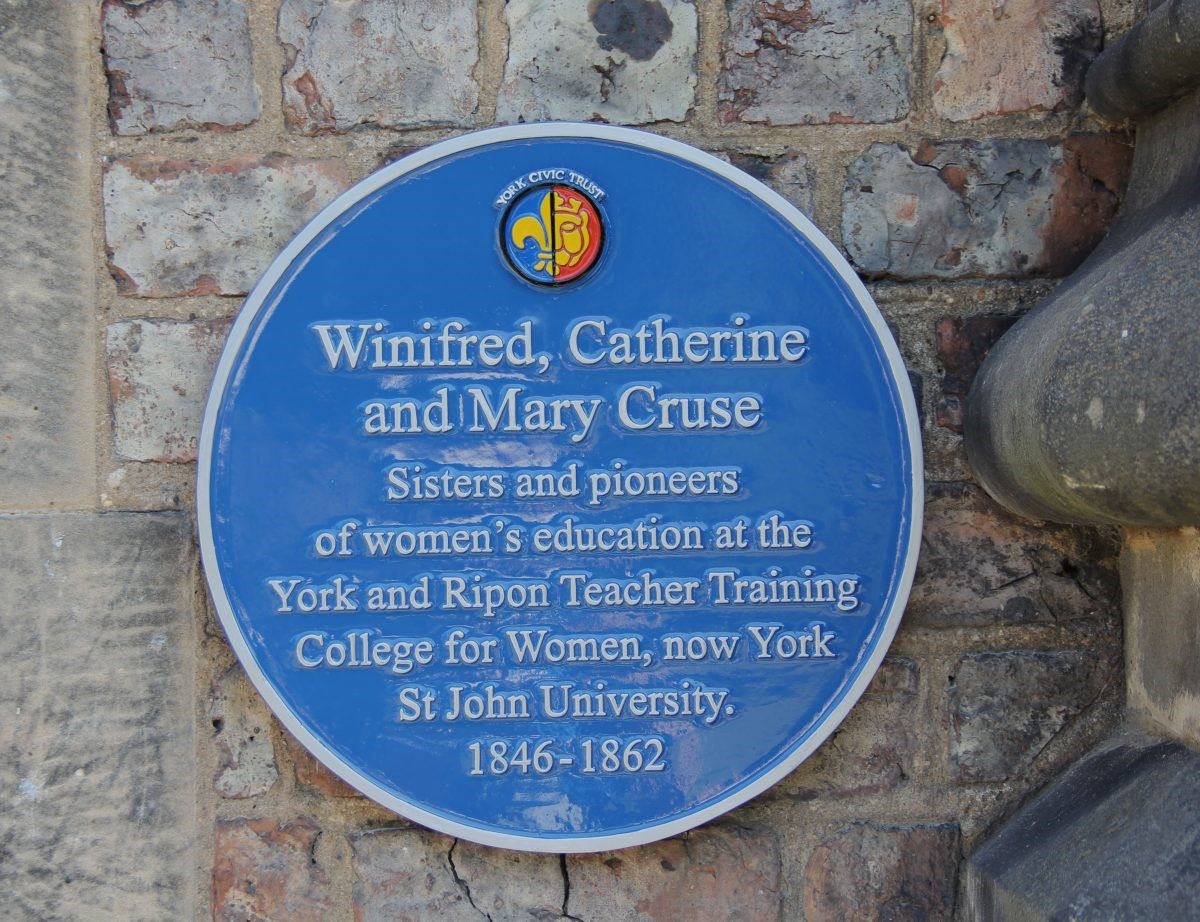 YORK CIVIC TRUST
Winifred, Catherine
and Mary Cruse
Sisters and pioneers
of women's education at the
York and Ripon Teacher Training
College for Women, now York
St John University.
1846-1862